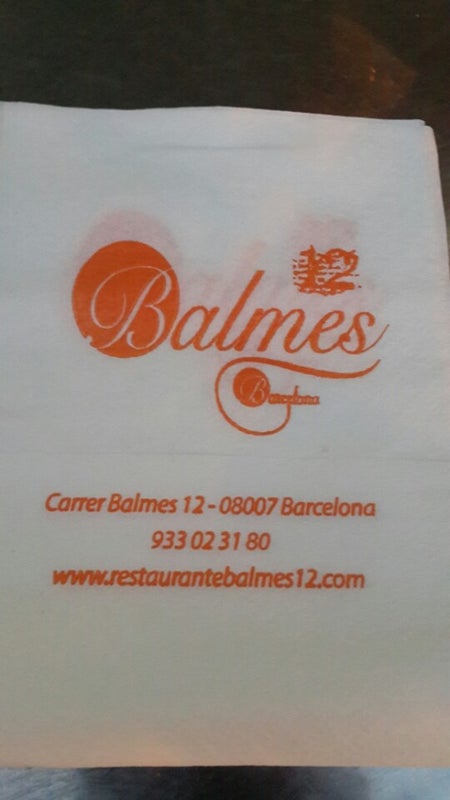 12
Balmes
Barcelona
Carrer Balmes 12 - 08007 Barcelona
933 02 31 80
www.restaurantebalmes12.com